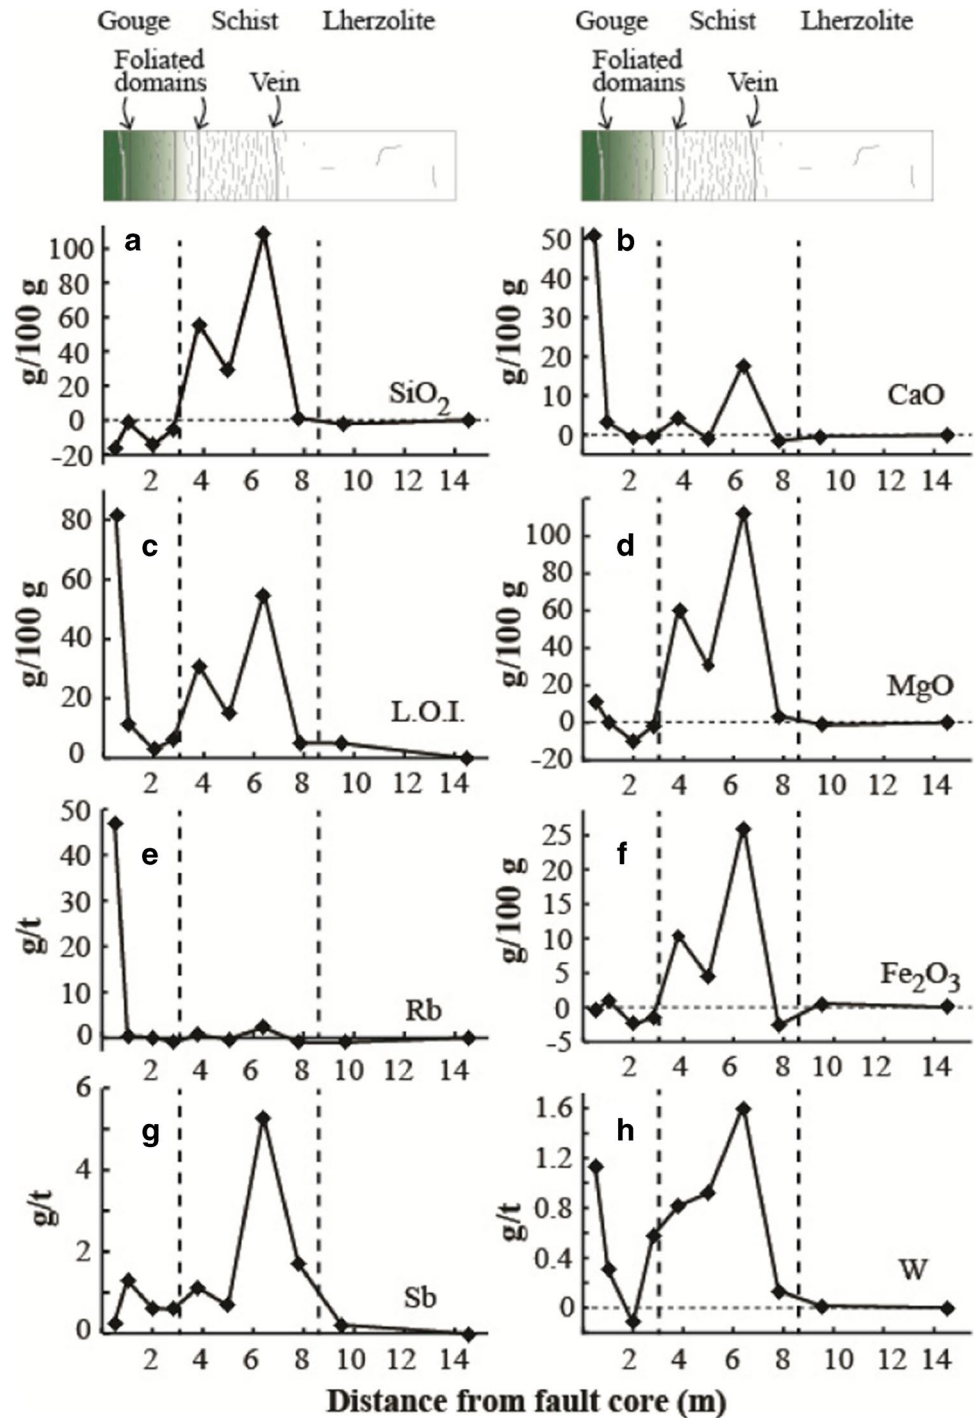 Gouge Schist Lherzolite
Foliated
domains
Vein
Gouge Schist Lherzolite
Foliated
domains
Vein
a
g/100 g
100
80
60
40
20
0
-20
SiO2
2 4 6 8 10 12 14
b
g/100 g
50
40
30
20
10
0
CaO
2 4 6 8 10 12 14
c
g/100 g
80
60
40
20
0
L.O.I.
2 4 6 8 10 12 14
d
g/100 g
100
80
60
40
20
0
-20
MgO
2 4 6 8 10 12 14
e
g/t
50
40
30
20
10
0
Rb
2 4 6 8 10 12 14
f
g/100 g
25
20
15
10
5
0
-5
Fe2O3
2 4 6 8 10 12 14
g
g/t
6
4
2
0
Sb
2 4 6 8 10 12 14
h
g/t
1.6
1.2
0.8
0.4
0
W
2 4 6 8 10 12 14
Distance from fault core (m)